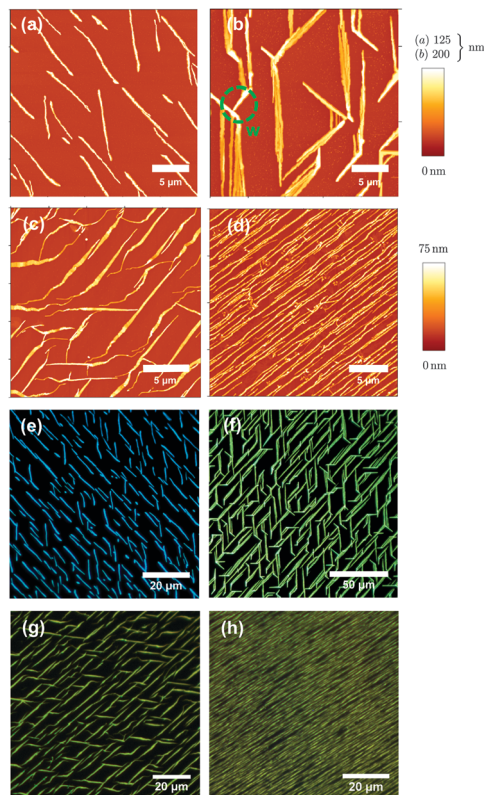 (a)
(b)
(a) 125
(b) 200
nm
W
5 µm
5 µm
0 nm
(c)
(d)
75 nm
5 µm
5 µm
0 nm
(e)
(f)
20 µm
50 µm
(g)
(h)
20 µm
20 µm